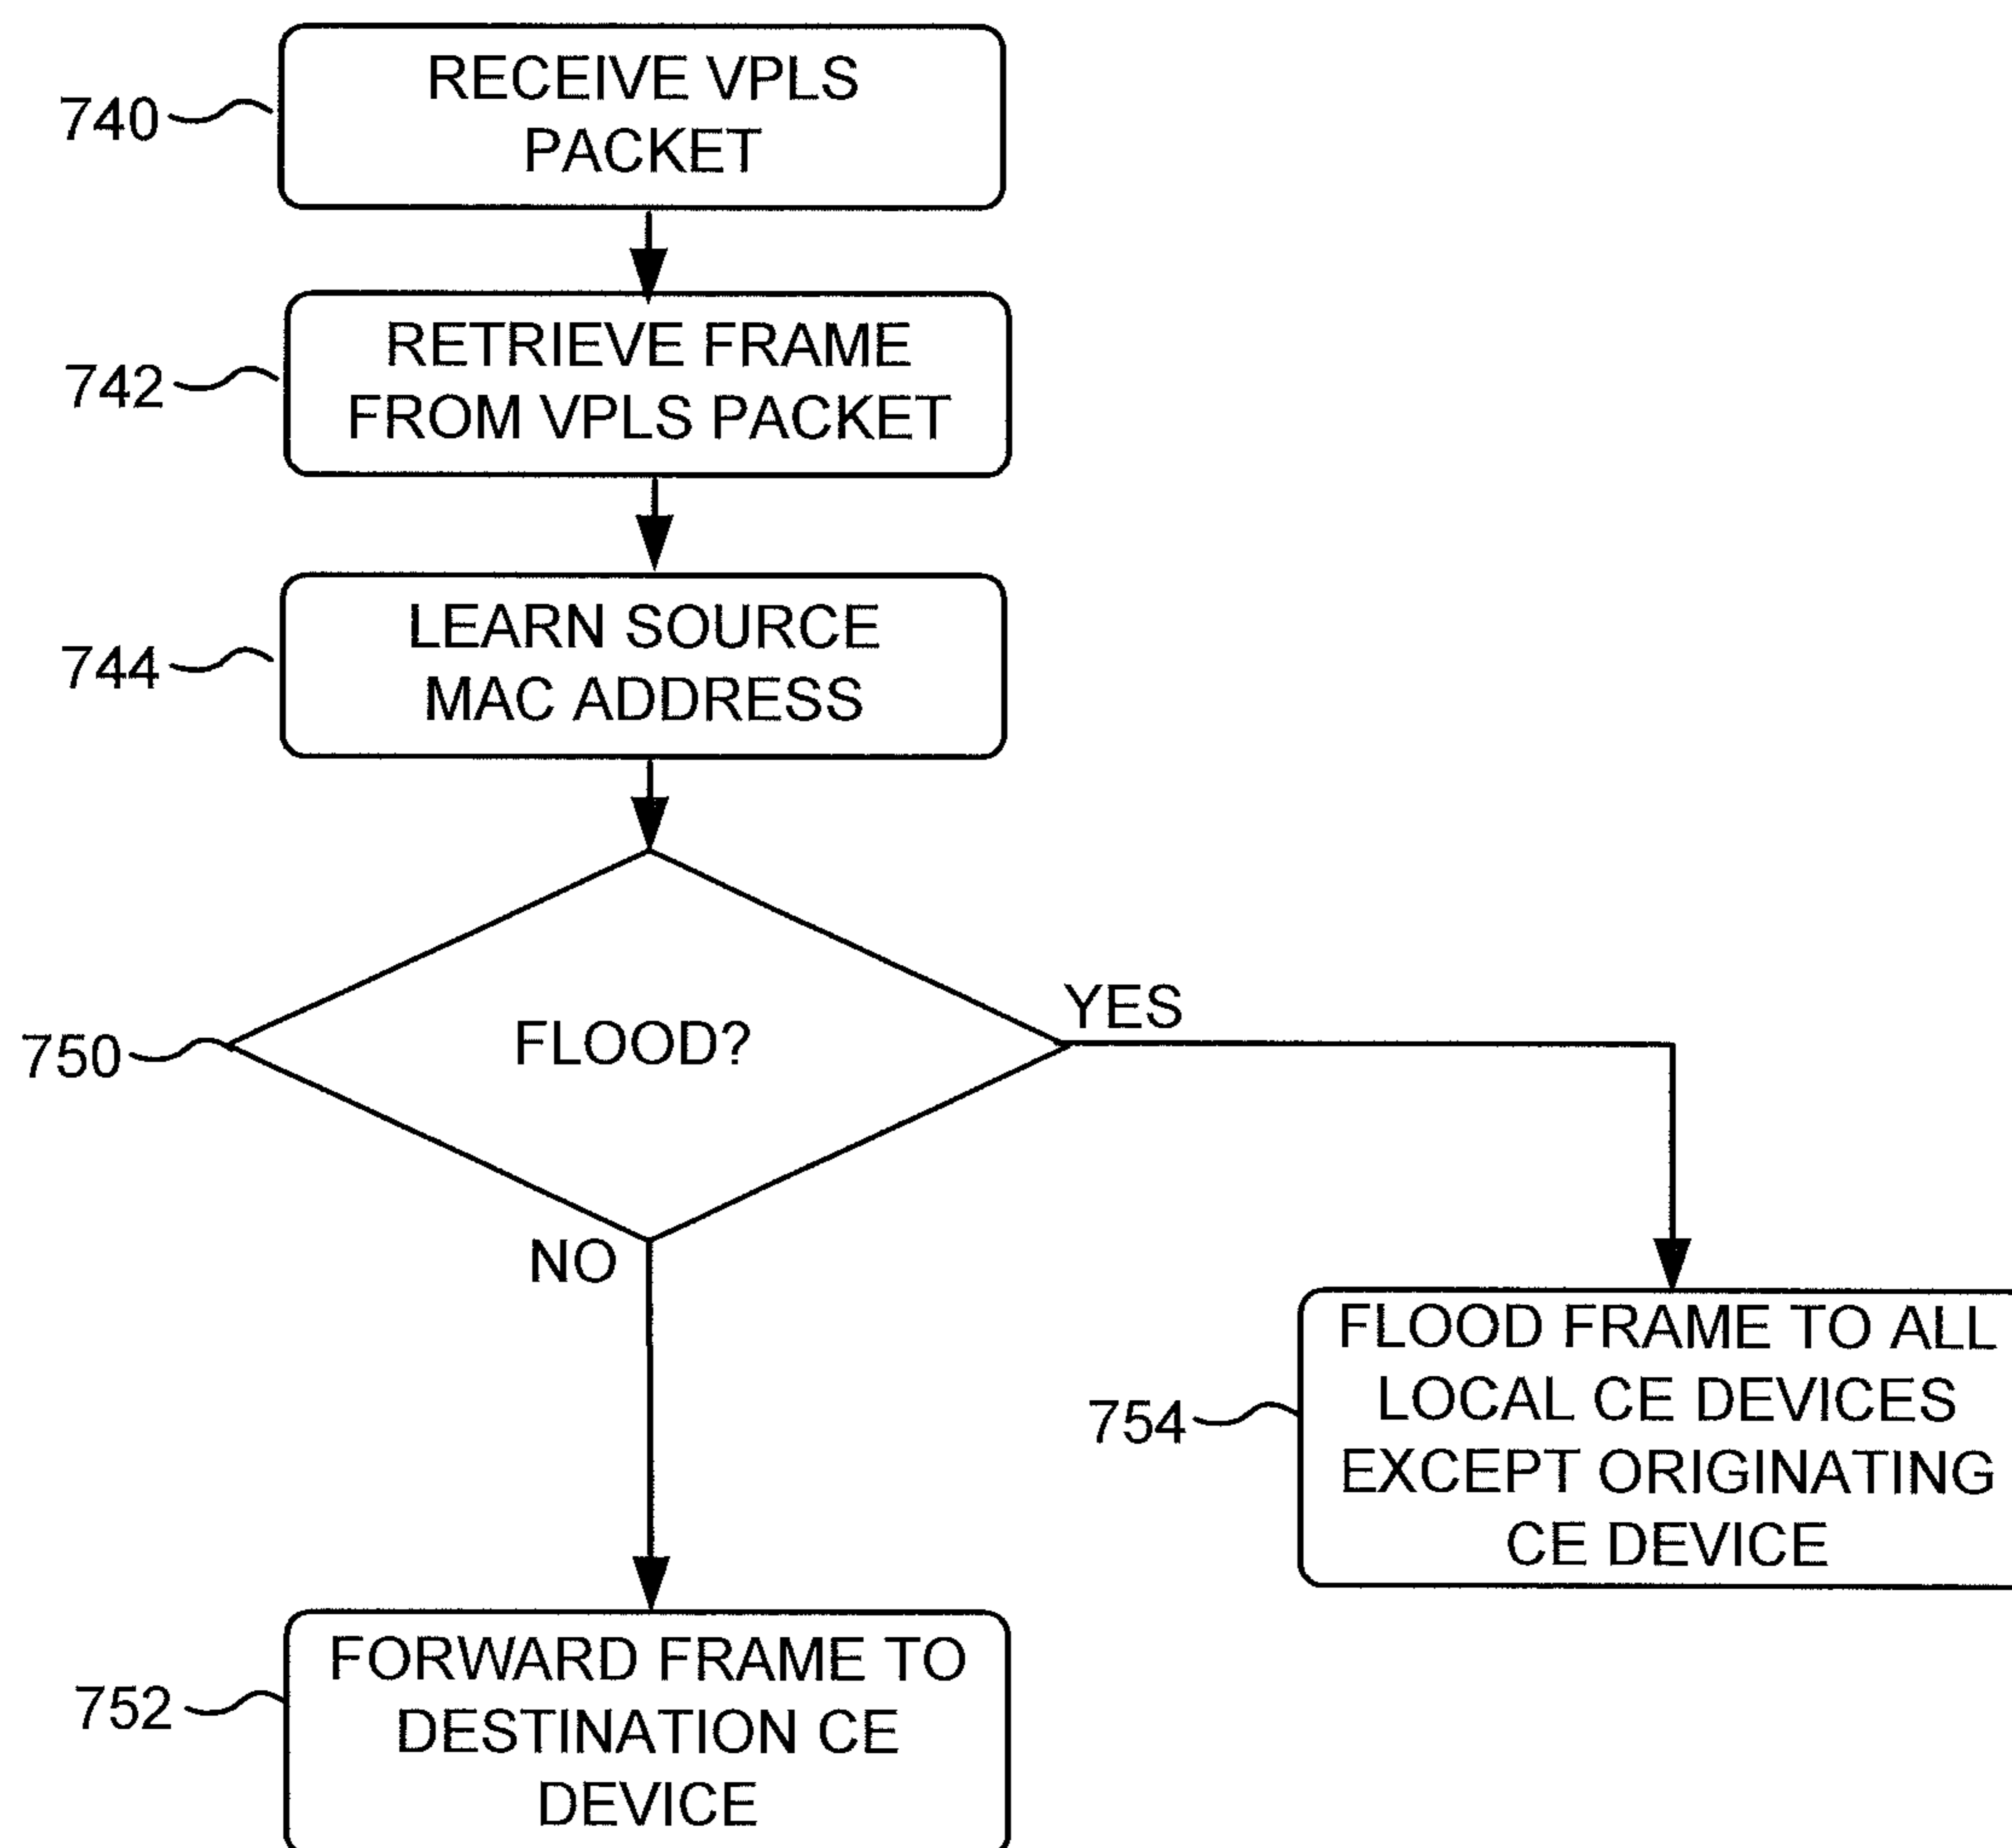 740
RECEIVE VPLS
PACKET
742
RETRIEVE FRAME
FROM VPLS PACKET
744
LEARN SOURCE
MAC ADDRESS
750
FLOOD?
YES
NO
754
FLOOD FRAME TO ALL
LOCAL CE DEVICES
EXCEPT ORIGINATING
CE DEVICE
752
FORWARD FRAME TO
DESTINATION CE
DEVICE